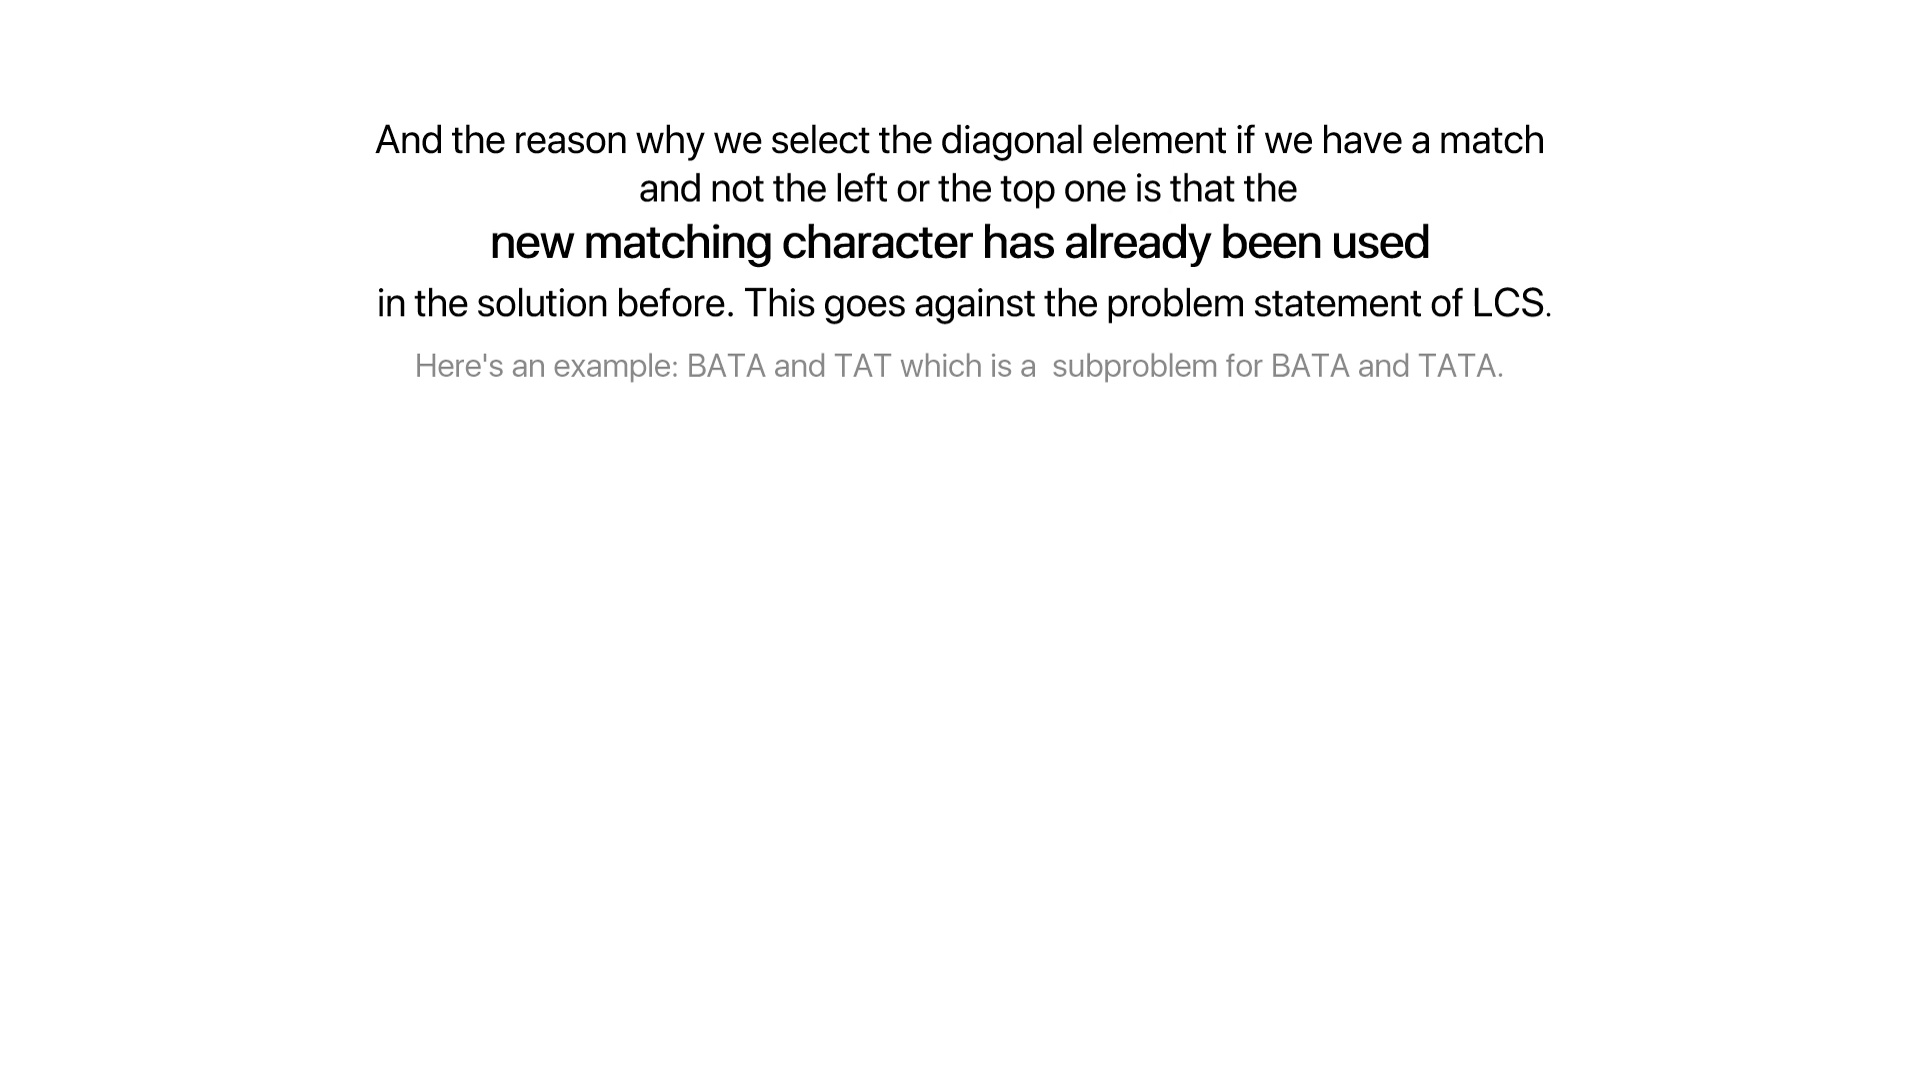 And the reason why we select the diagonal element if we have a match
and not the left or the top one is that the
new matching character has already been used
in the solution before. This goes against the problem statement of LCS.
Here's an example: BATA and TAT which is a  subproblem for BATA and TATA.